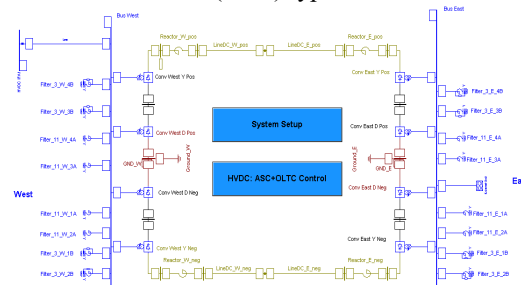 (      ) typ
Bus West
Bus East
Reactor_W_pos
LineDC_W_pos
LineDC_E_pos
Reactor_E_pos
Filter_3_W_4B
Conv West Y Pos
Conv East Y Pos
Filter_3_E_4B
Filter_3_W_3B
Filter_3_E_3B
System Setup
Filter_11_W_4A
Conv West D Pos
Conv East D Pos
Filter_11_E_4A
Filter_11_W_3A
GND_W
Ground_W
Ground_E
GND_E
Filter_11_E_3A
HVDC: ASC+OLTC Control
West
Conv West D Neg
Conv East D Neg
Ea
Filter_11_W_1A
Filter_11_E_1A
Filter_11_W_2A
Filter_11_E_2A
Filter_3_W_1B
Conv West Y Neg
Conv East Y Neg
Filter_3_E_1B
Filter_3_W_2B
Reactor_W_neg
LineDC_W_neg
LineDC_E_neg
Reactor_E_neg
Filter_3_E_2B